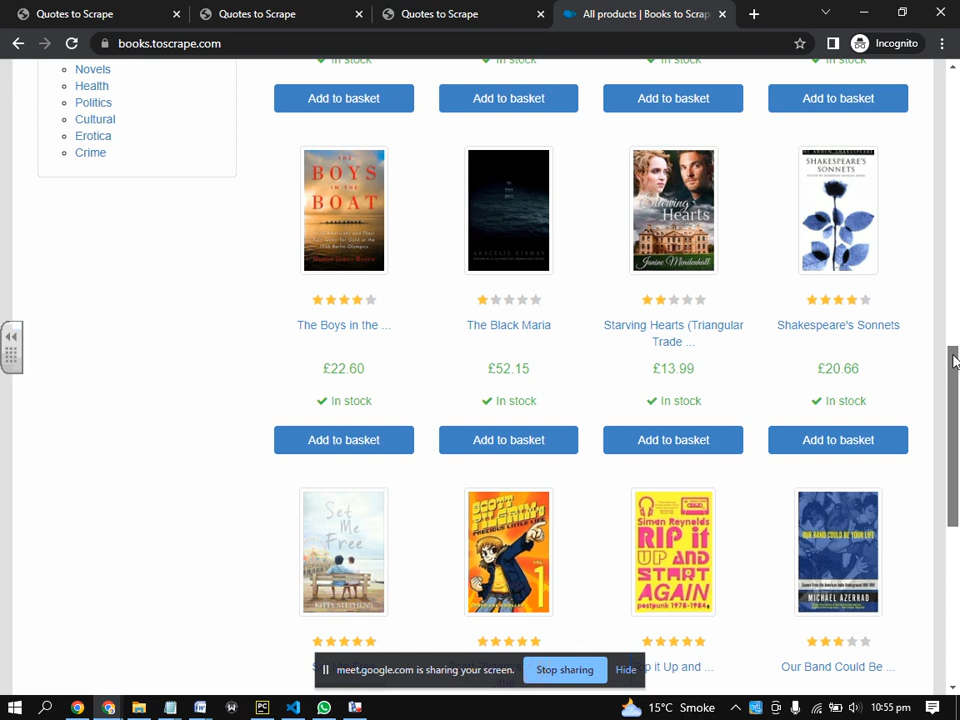 Quotes to Scrape
Quotes to Scrape
Quotes to Scrape
All products | Books to Scrap
books.toscrape.com
Incognito
Novels
Health
Politics
Cultural
Erotica
Crime
In stock
In stock
In stock
In stock
Add to basket
Add to basket
Add to basket
Add to basket
THE
BOYS
IN THE
BOAT
GRACELIS GIRMAY
Starving
Hearts
Janine Mendenhall
SHAKESPEARE'S
SONNETS
The Boys in the ...
The Black Maria
Starving Hearts (Triangular
Trade ...
Shakespeare's Sonnets
£22.60
£52.15
£13.99
£20.66
In stock
In stock
In stock
In stock
Add to basket
Add to basket
Add to basket
Add to basket
Set
Me
Free
KITTY STEPHENS
SCOTT
PILGRIM'S
PRECIOUS LITTLE LIFE
VOL
1
Simon Reynolds
RIP it
UP AND
START
AGAIN
postpunk 1978-1984
OUR BAND COULD BE YOUR LIFE
MICHAEL AZERRAD
ip it Up and ...
Our Band Could Be ...
meet.google.com is sharing your screen.
Stop sharing
Hide
15°C Smoke
10:55 pm